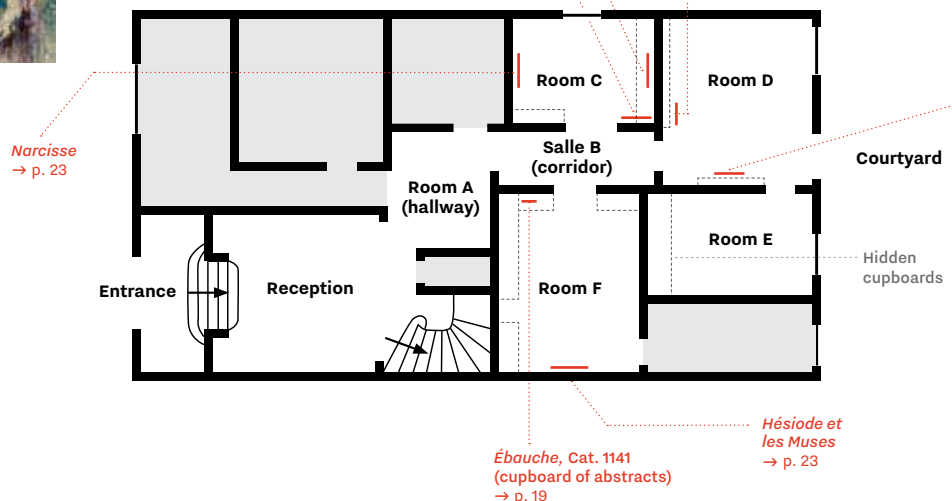 Room C
Room D
Narcisse
→ p. 23
Salle B
(corridor)
Courtyard
Room A
(hallway)
Room E
Hidden
cupboards
Entrance
Reception
Room F
Hésiode et
les Muses
→ p. 23
Ébauche, Cat. 1141
(cupboard of abstracts)
→ p. 19